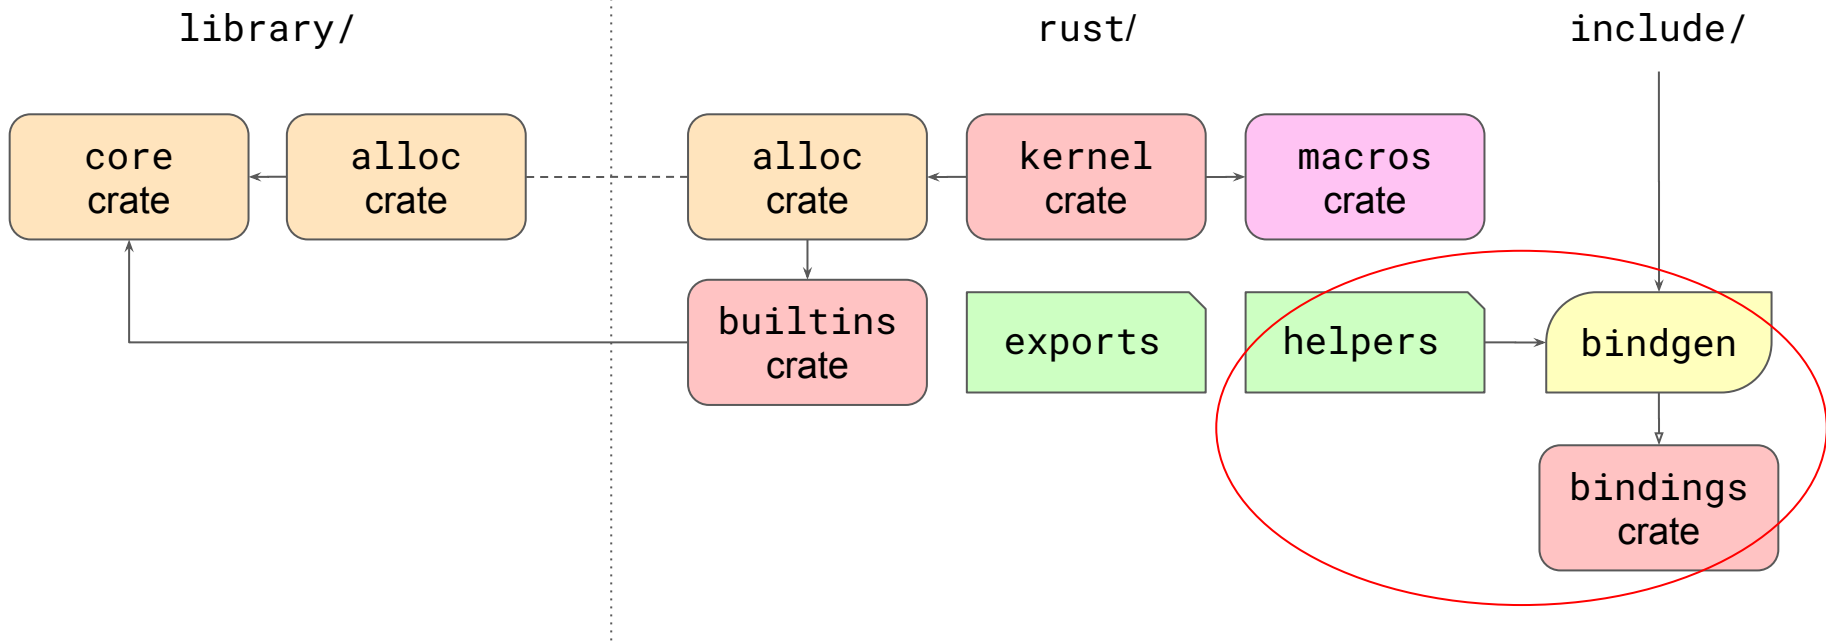 library/
rust/
include/
core
crate
alloc
crate
alloc
crate
kernel
crate
macros
crate
builtins
crate
exports
helpers
bindgen
bindings
crate